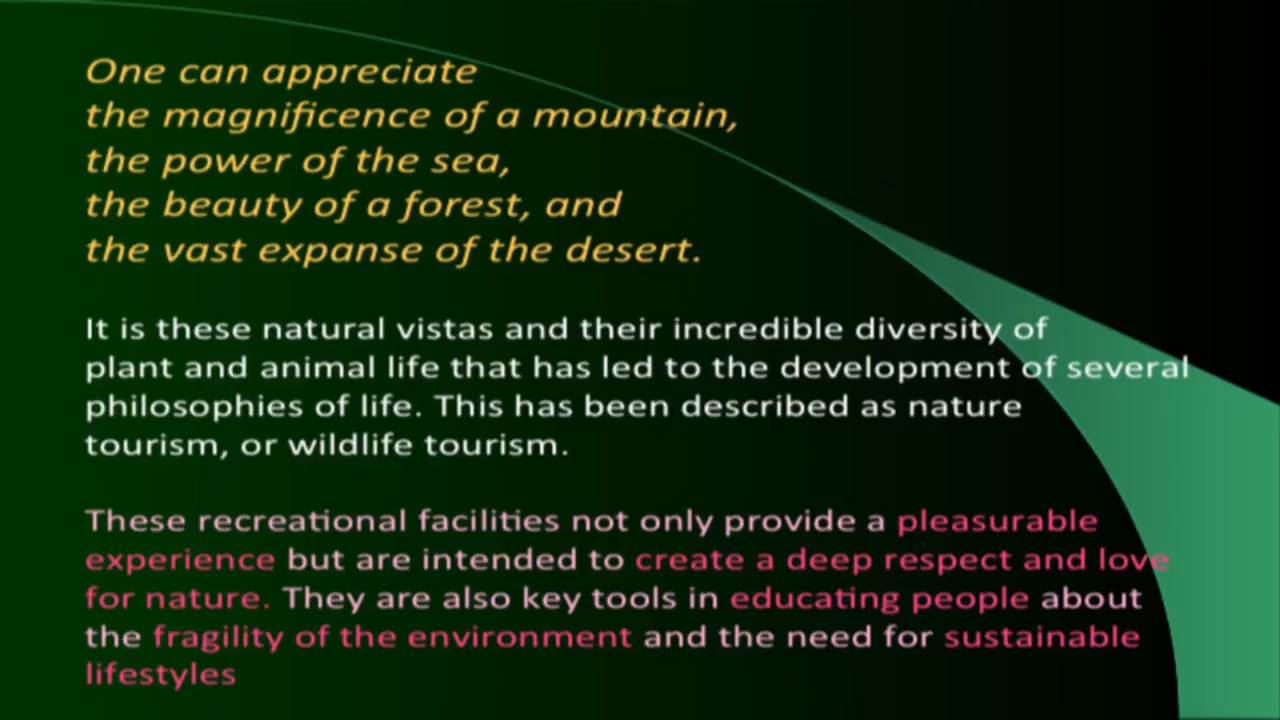 One can appreciate
the magnificence of a mountain,
the power of the sea,
the beauty of a forest, and
the vast expanse of the desert.
It is these natural vistas and their incredible diversity of
plant and animal life that has led to the development of several
philosophies of life. This has been described as nature
tourism, or wildlife tourism.
These recreational facilities not only provide a pleasurable
experience but are intended to create a deep respect and love
for nature. They are also key tools in educating people about
the fragility of the environment and the need for sustainable
lifestyles